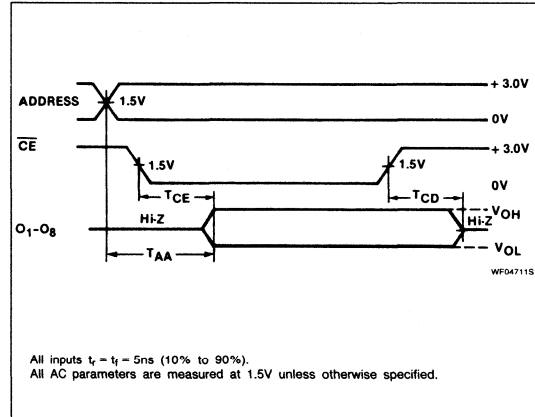 + 3.0V
ADDRESS
1.5V
0V
CE
+ 3.0V
1.5V
0V
TCE
TCD
Hi-Z
VOH
Hi-Z
O1-O8
TAA
VOL
WF04711S
All inputs tr = tf = 5ns (10% to 90%).
All AC parameters are measured at 1.5V unless otherwise specified.